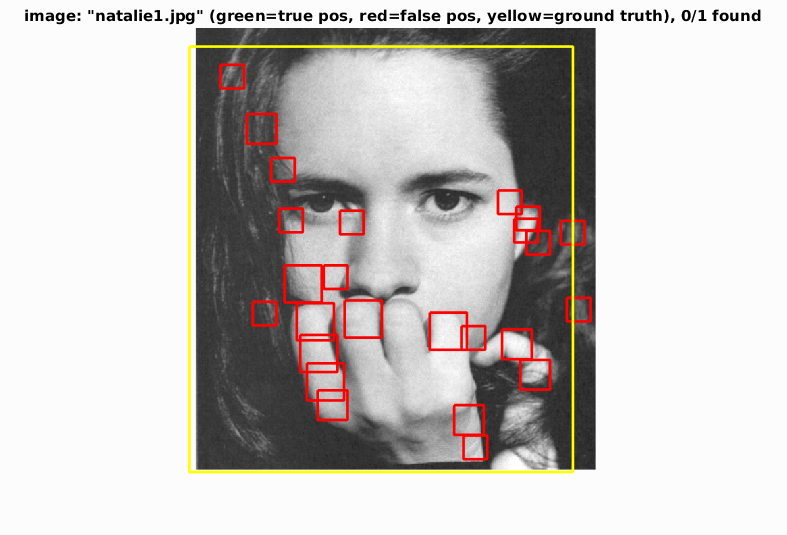 image: "natalie1.jpg" (green=true pos, red=false pos, yellow=ground truth), 0/1 found